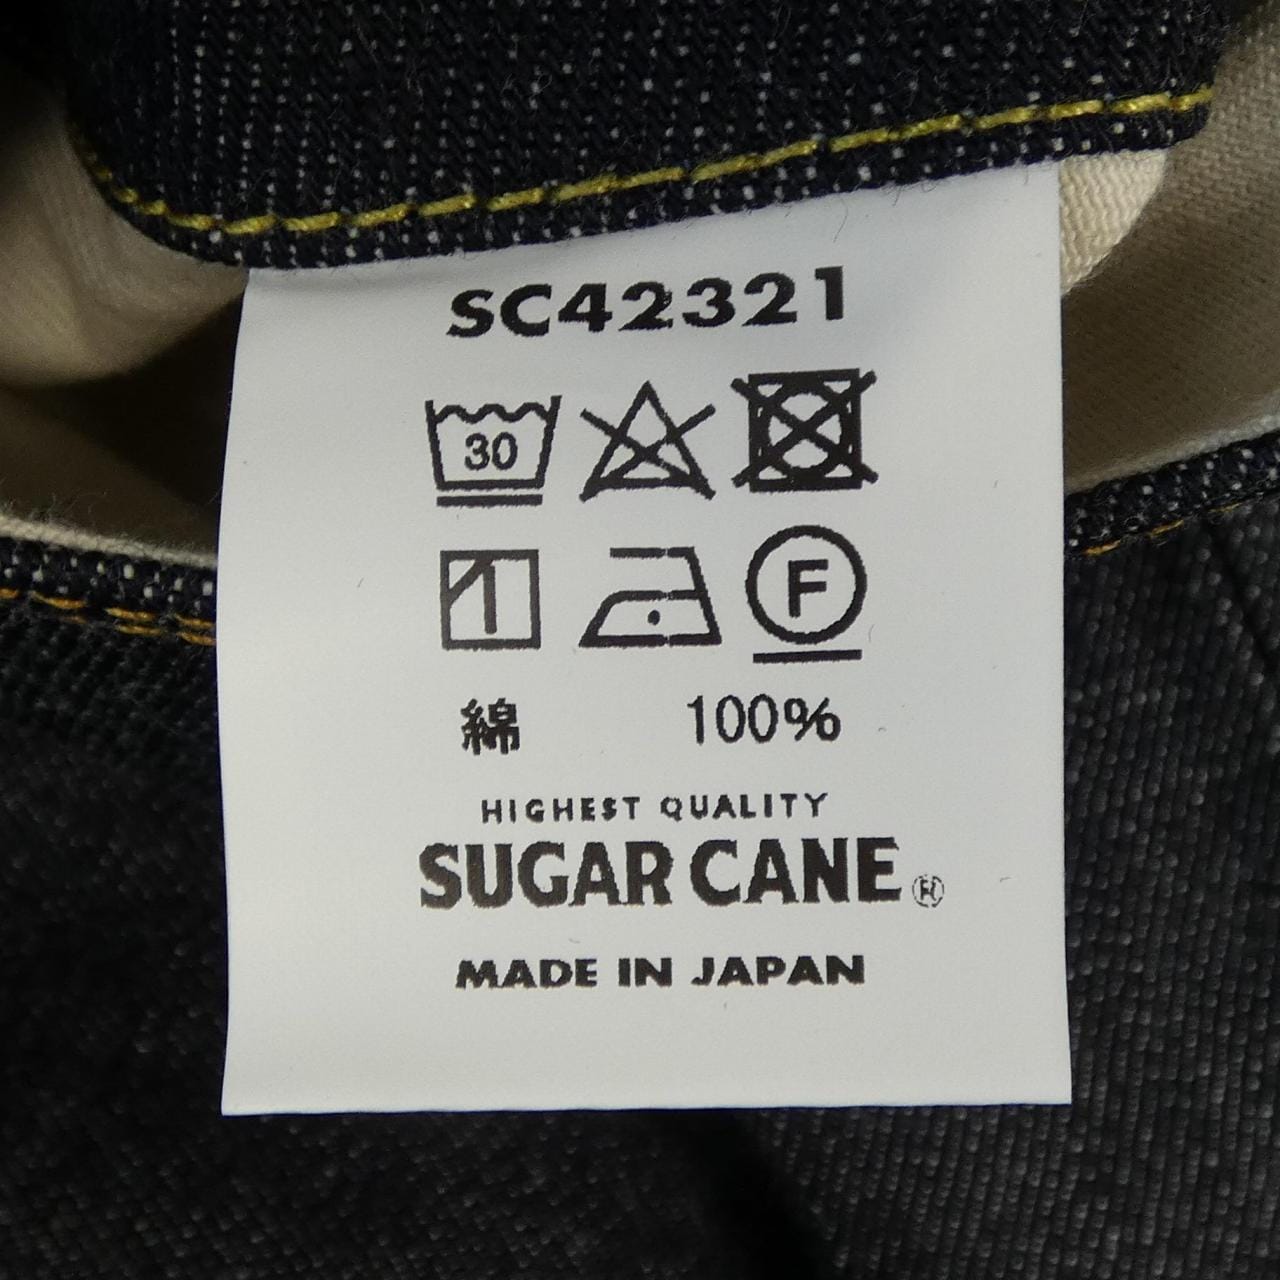 SC42321
30
F
綿 100%
HIGHEST QUALITY
SUGAR CANE®
MADE IN JAPAN